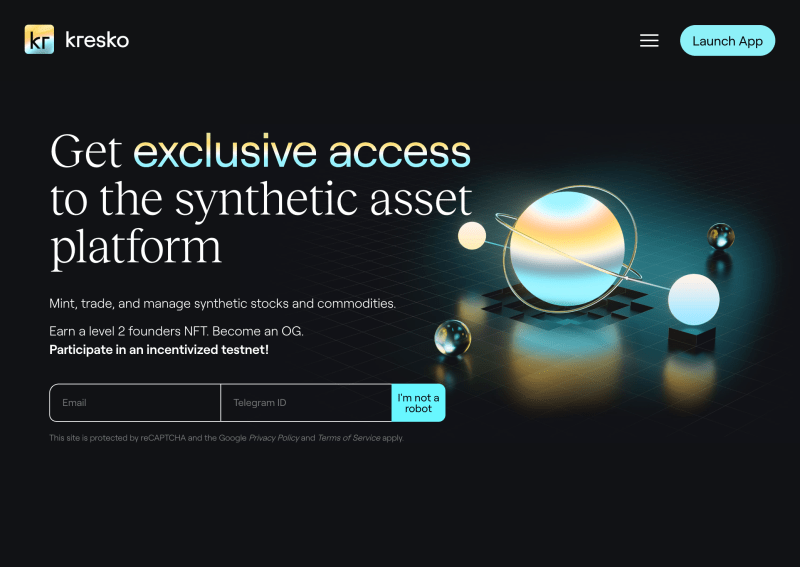 kr kresko
Launch App
Get exclusive access
to the synthetic asset
platform
Mint, trade, and manage synthetic stocks and commodities.
Earn a level 2 founders NFT. Become an OG.
Participate in an incentivized testnet!
Email
Telegram ID
I'm not a
robot
This site is protected by reCAPTCHA and the Google Privacy Policy and Terms of Service apply.